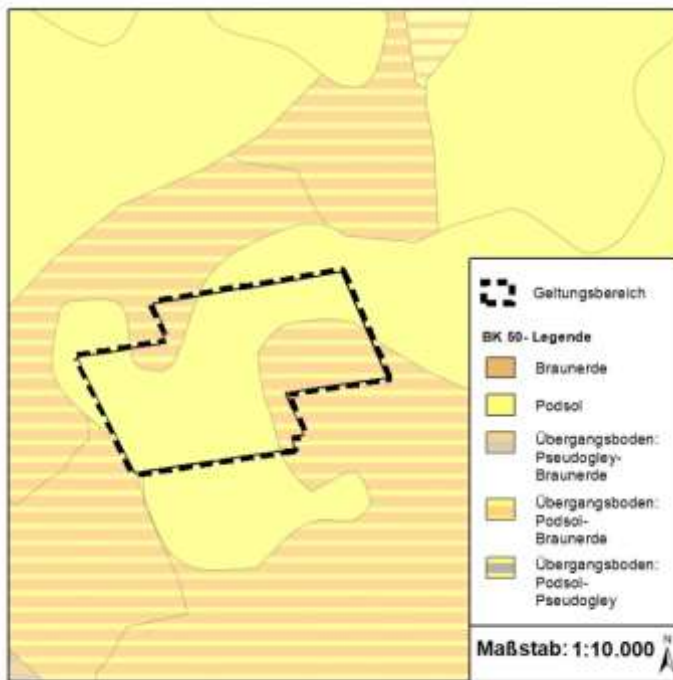 Geltungsbereich
BK 50- Legende
Braunerde
Podsol
Übergangsboden:
Pseudogley-
Braunerde
Übergangsboden:
Podsol-
Braunerde
Übergangsboden:
Podsol-
Pseudogley
Maßstab: 1:10.000
N